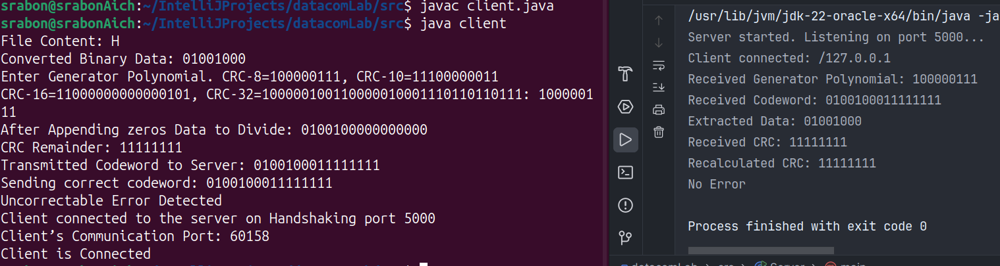 srabon@srabonAich:~/IntelliJProjects/datacomLab/src$ javac client.java
srabon@srabonAich:~/IntelliJProjects/datacomLab/src$ java client
File Content: H
Converted Binary Data: 01001000
Enter Generator Polynomial. CRC-8=100000111, CRC-10=11100000011
CRC-16=11000000000000101, CRC-32=100000100110000010001110110110111: 1000001
11
After Appending zeros Data to Divide: 0100100000000000
CRC Remainder: 11111111
Transmitted Codeword to Server: 0100100011111111
Sending correct codeword: 0100100011111111
Uncorrectable Error Detected
Client connected to the server on Handshaking port 5000
Client’s Communication Port: 60158
Client is Connected
/usr/lib/jvm/jdk-22-oracle-x64/bin/java -ja
Server started. Listening on port 5000...
Client connected: /127.0.0.1
Received Generator Polynomial: 100000111
Received Codeword: 0100100011111111
Extracted Data: 01001000
Received CRC: 11111111
Recalculated CRC: 11111111
No Error
Process finished with exit code 0